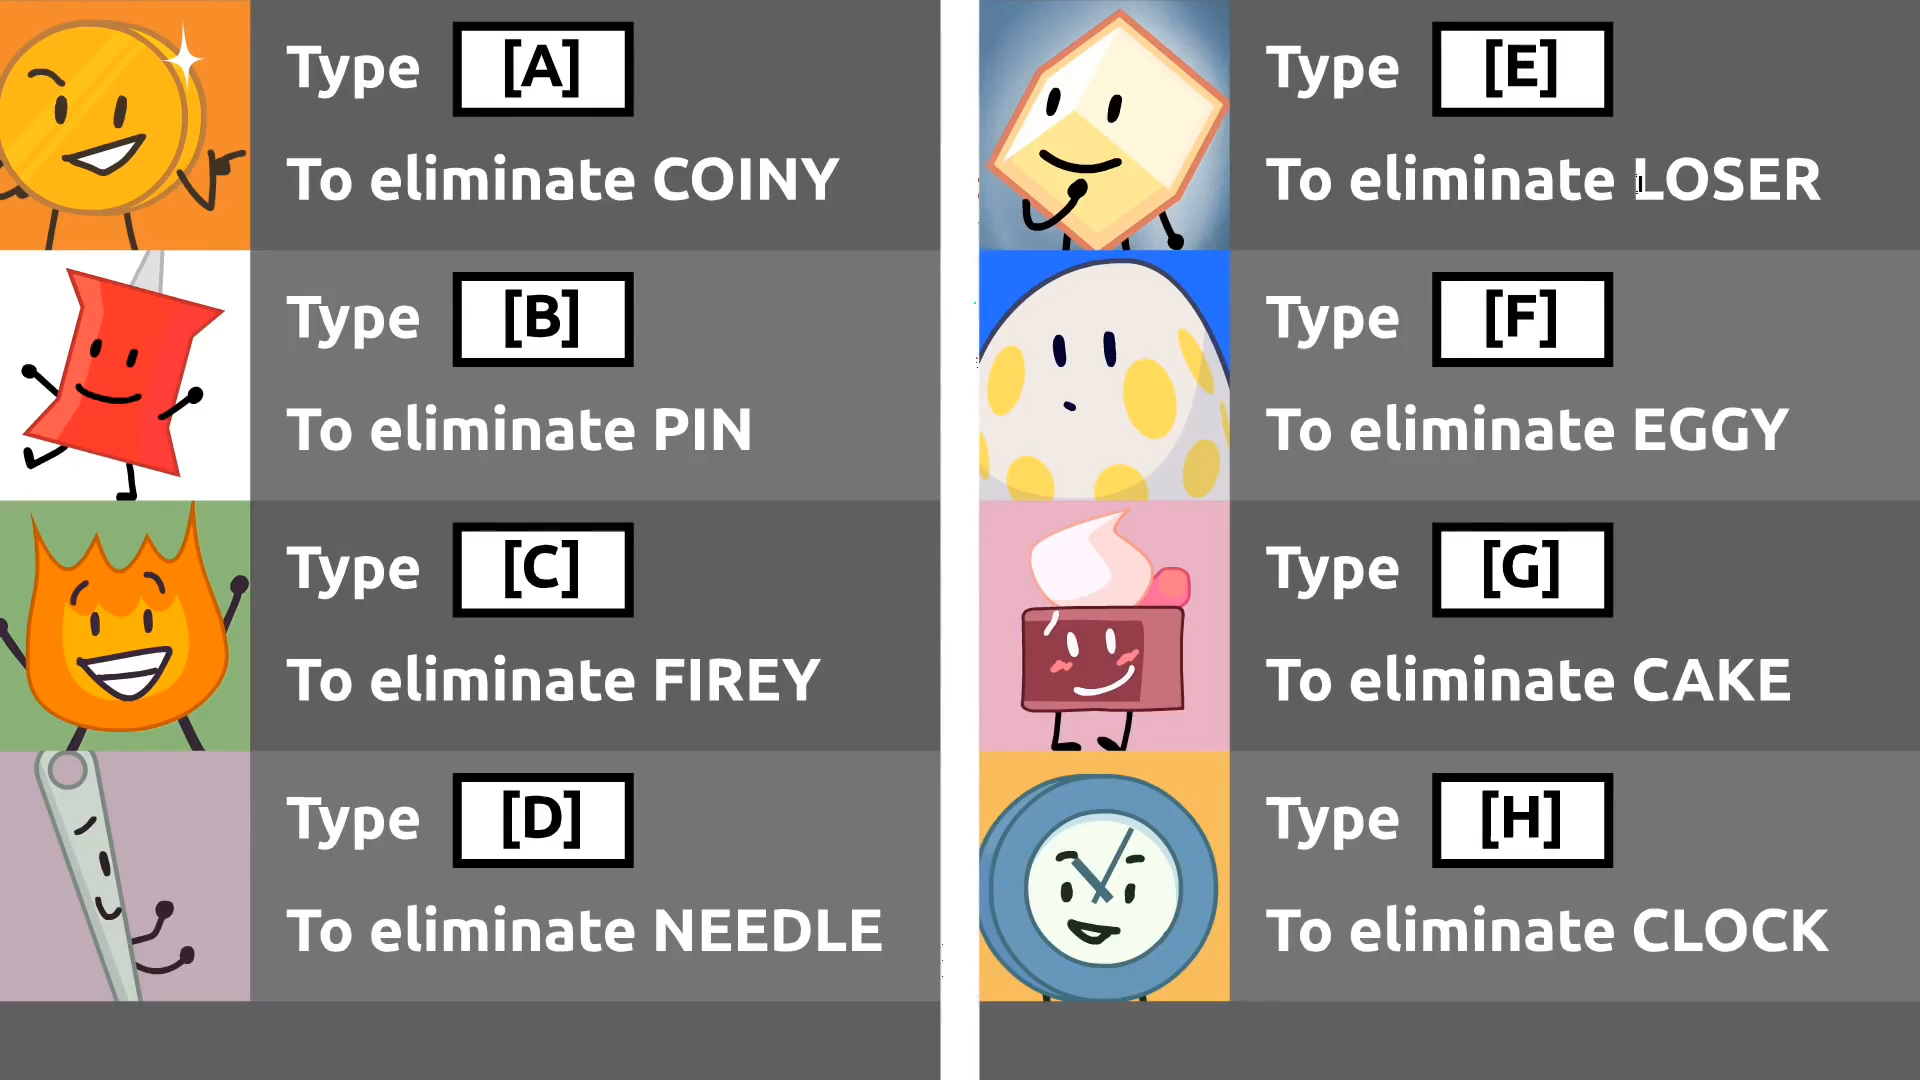 Type [A]
To eliminate COINY
Type [B]
To eliminate PIN
Type [C]
To eliminate FIREY
Type [D]
To eliminate NEEDLE
Type [E]
To eliminate LOSER
Type [F]
To eliminate EGGY
Type [G]
To eliminate CAKE
Type [H]
To eliminate CLOCK